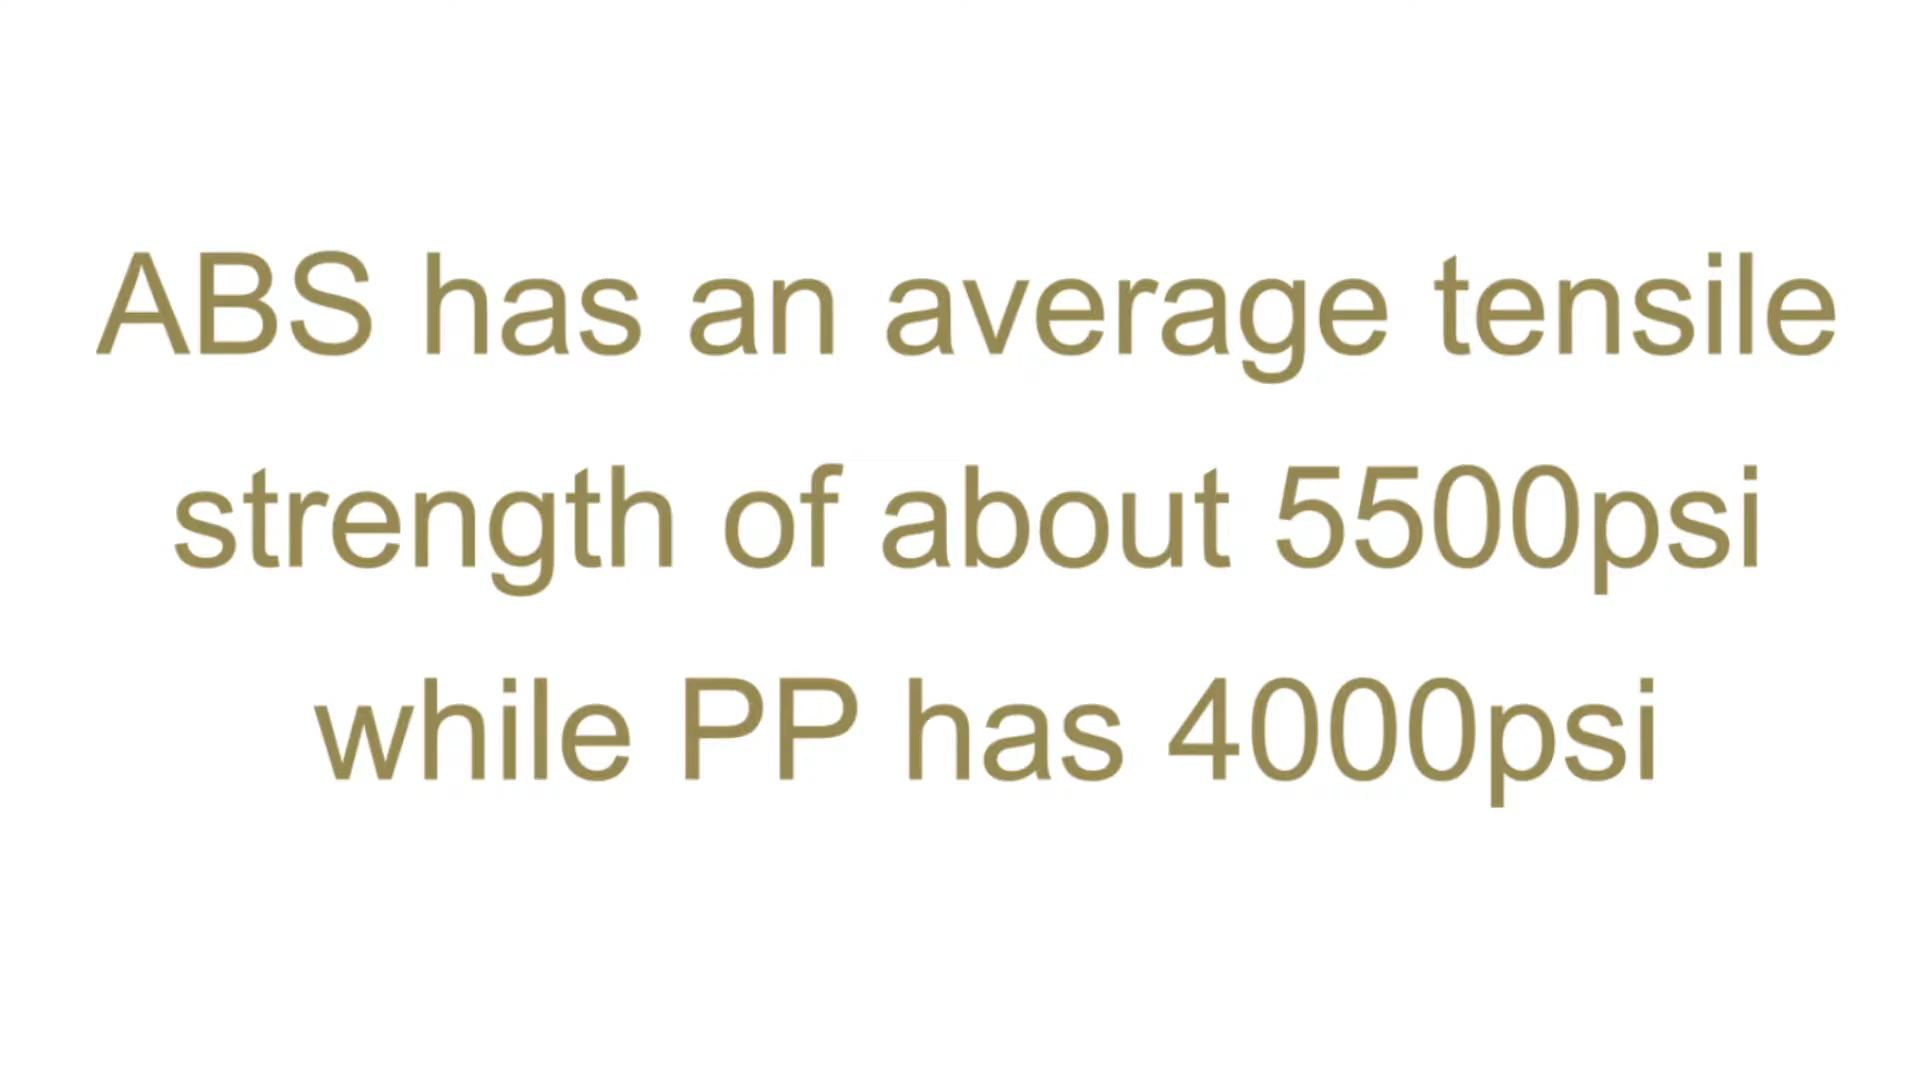 ABS has an average tensile
strength of about 5500psi
while PP has 4000psi